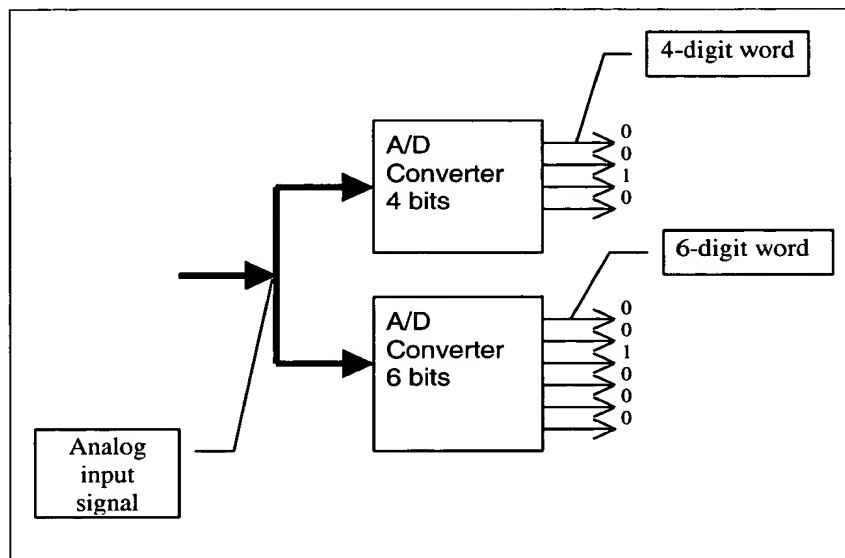 4-digit word
A/D
Converter
4 bits
0
0
1
0
6-digit word
A/D
Converter
6 bits
0
0
1
0
0
0
Analog
input
signal